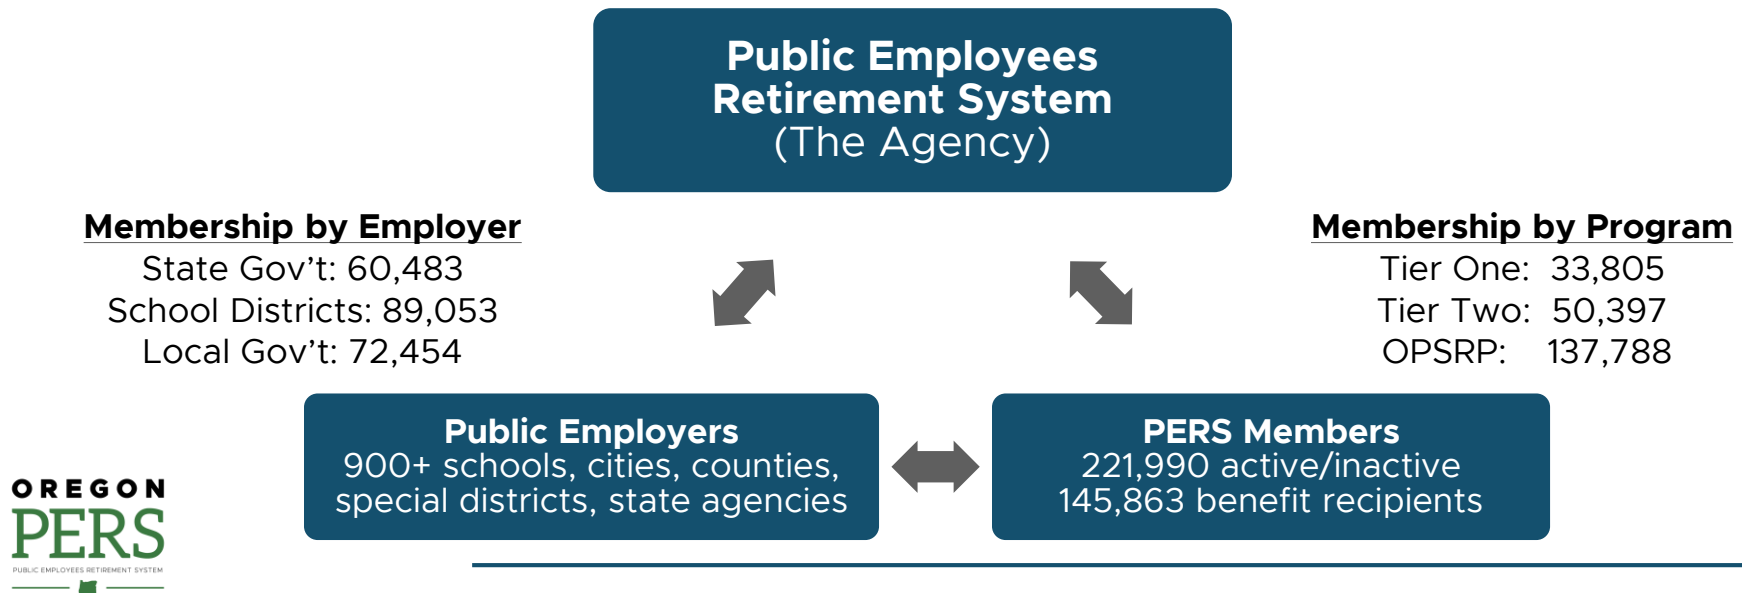 Public Employees
Retirement System
(The Agency)
Membership by Employer
State Gov’t: 60,483
School Districts: 89,053
Local Gov’t: 72,454
Membership by Program
Tier One: 33,805
Tier Two: 50,397
OPSRP: 137,788
Public Employers
900+ schools, cities, counties,
special districts, state agencies
PERS Members
221,990 active/inactive
145,863 benefit recipients
OREGON
PERS
PUBLIC EMPLOYEES RETIREMENT SYSTEM